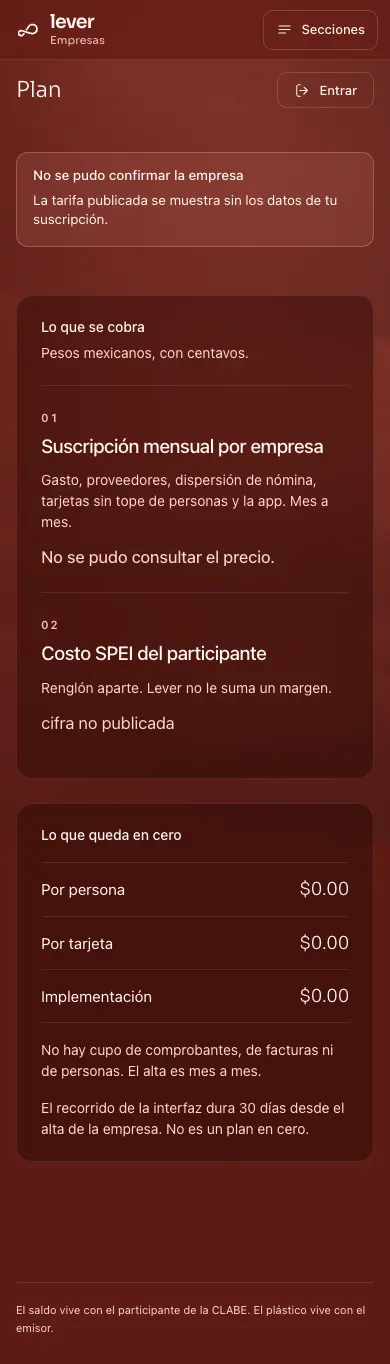 lever
Empresas
Secciones
Plan
Entrar
No se pudo confirmar la empresa
La tarifa publicada se muestra sin los datos de tu
suscripción.
Lo que se cobra
Pesos mexicanos, con centavos.
01
Suscripción mensual por empresa
Gasto, proveedores, dispersión de nómina,
tarjetas sin tope de personas y la app. Mes a
mes.
No se pudo consultar el precio.
02
Costo SPEI del participante
Renglón aparte. Lever no le suma un margen.
cifra no publicada
Lo que queda en cero
Por persona $0.00
Por tarjeta $0.00
Implementación $0.00
No hay cupo de comprobantes, de facturas ni
de personas. El alta es mes a mes.
El recorrido de la interfaz dura 30 días desde el
alta de la empresa. No es un plan en cero.
El saldo vive con el participante de la CLABE. El plástico vive con el
emisor.